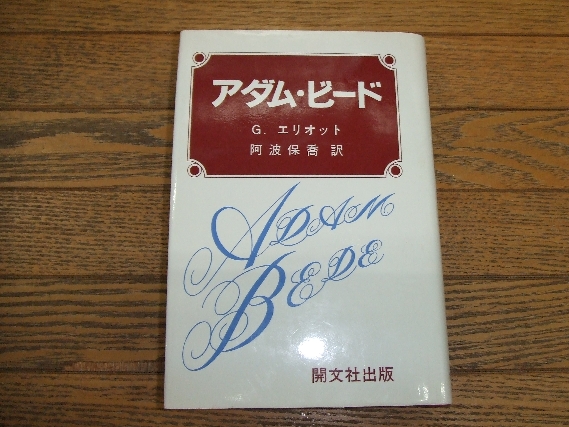 アダム・ビード
G. エリオット
阿波保喬 訳
ADAM
BEDE
開文社出版